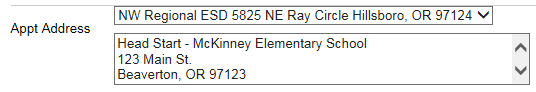 NW Regional ESD 5825 NE Ray Circle Hillsboro, OR 97124
Appt Address
Head Start - McKinney Elementary School
123 Main St.
Beaverton, OR 97123